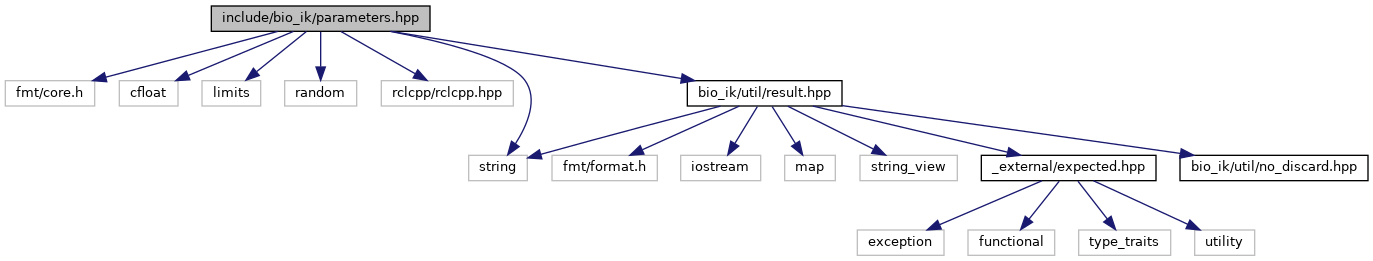 include/bio_ik/parameters.hpp
fmt/core.h
cfloat
limits
random
rclcpp/rclcpp.hpp
bio_ik/util/result.hpp
string
fmt/format.h
iostream
map
string_view
_external/expected.hpp
bio_ik/util/no_discard.hpp
exception
functional
type_traits
utility